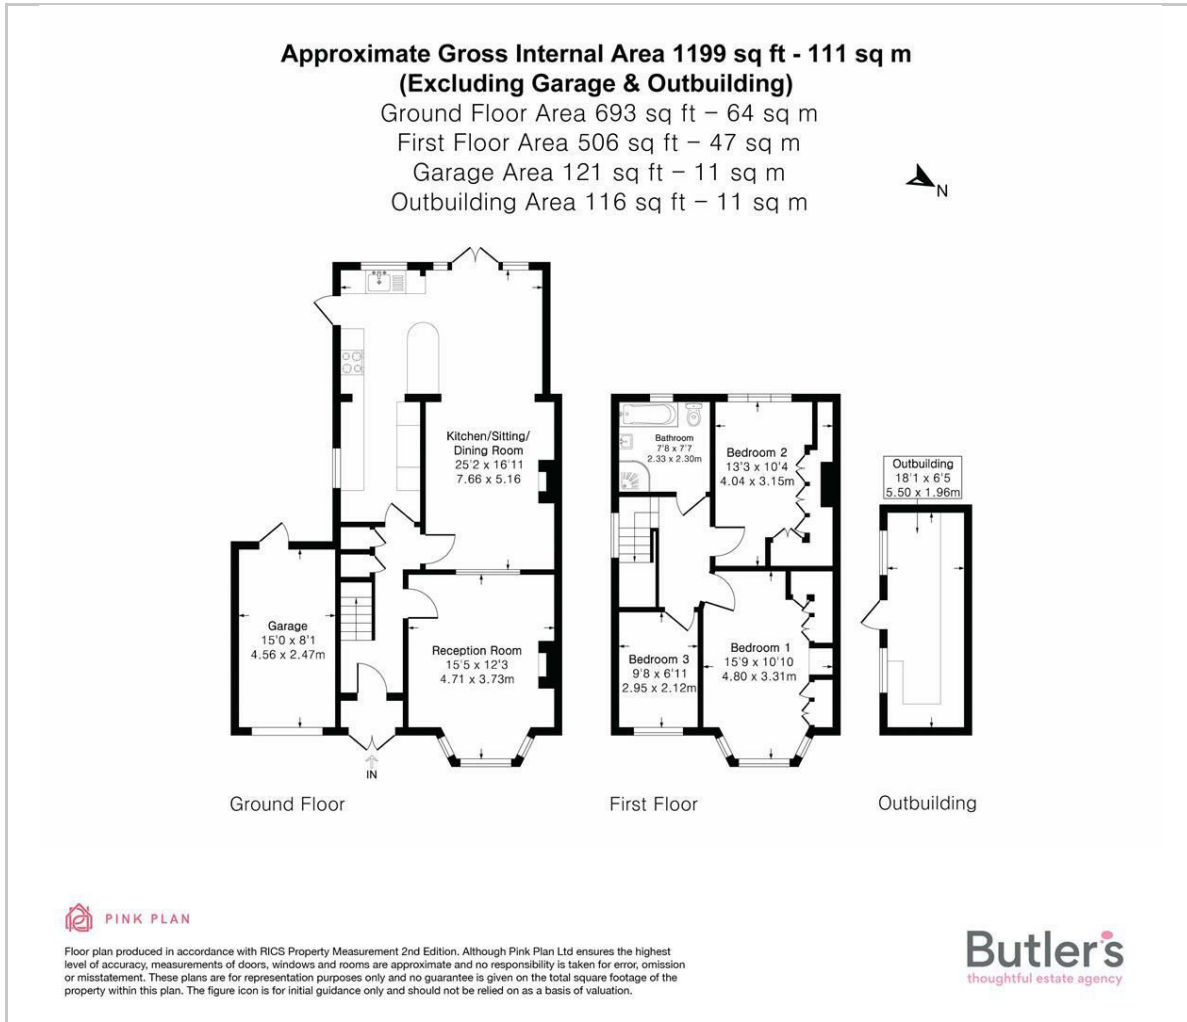 Approximate Gross Internal Area 1199 sq ft - 111 sq m
(Excluding Garage & Outbuilding)
Ground Floor Area 693 sq ft – 64 sq m
First Floor Area 506 sq ft – 47 sq m
Garage Area 121 sq ft – 11 sq m
Outbuilding Area 116 sq ft – 11 sq m
N
Kitchen/Sitting/
Dining Room
25'2 x 16'11
7.66 x 5.16
Garage
15'0 x 8'1
4.56 x 2.47m
Reception Room
15'5 x 12'3
4.71 x 3.73m
IN
Ground Floor
Bathroom
7'8 x 7'7
2.33 x 2.30m
Bedroom 2
13'3 x 10'4
4.04 x 3.15m
Bedroom 3
9'8 x 6'11
2.95 x 2.12m
Bedroom 1
15'9 x 10'10
4.80 x 3.31m
First Floor
Outbuilding
18'1 x 6'5
5.50 x 1.96m
Outbuilding
PINK PLAN
Floor plan produced in accordance with RICS Property Measurement 2nd Edition. Although Pink Plan Ltd ensures the highest
level of accuracy, measurements of doors, windows and rooms are approximate and no responsibility is taken for error, omission
or misstatement. These plans are for representation purposes only and no guarantee is given on the total square footage of the
property within this plan. The figure icon is for initial guidance only and should not be relied on as a basis of valuation.
Butler's
thoughtful estate agency